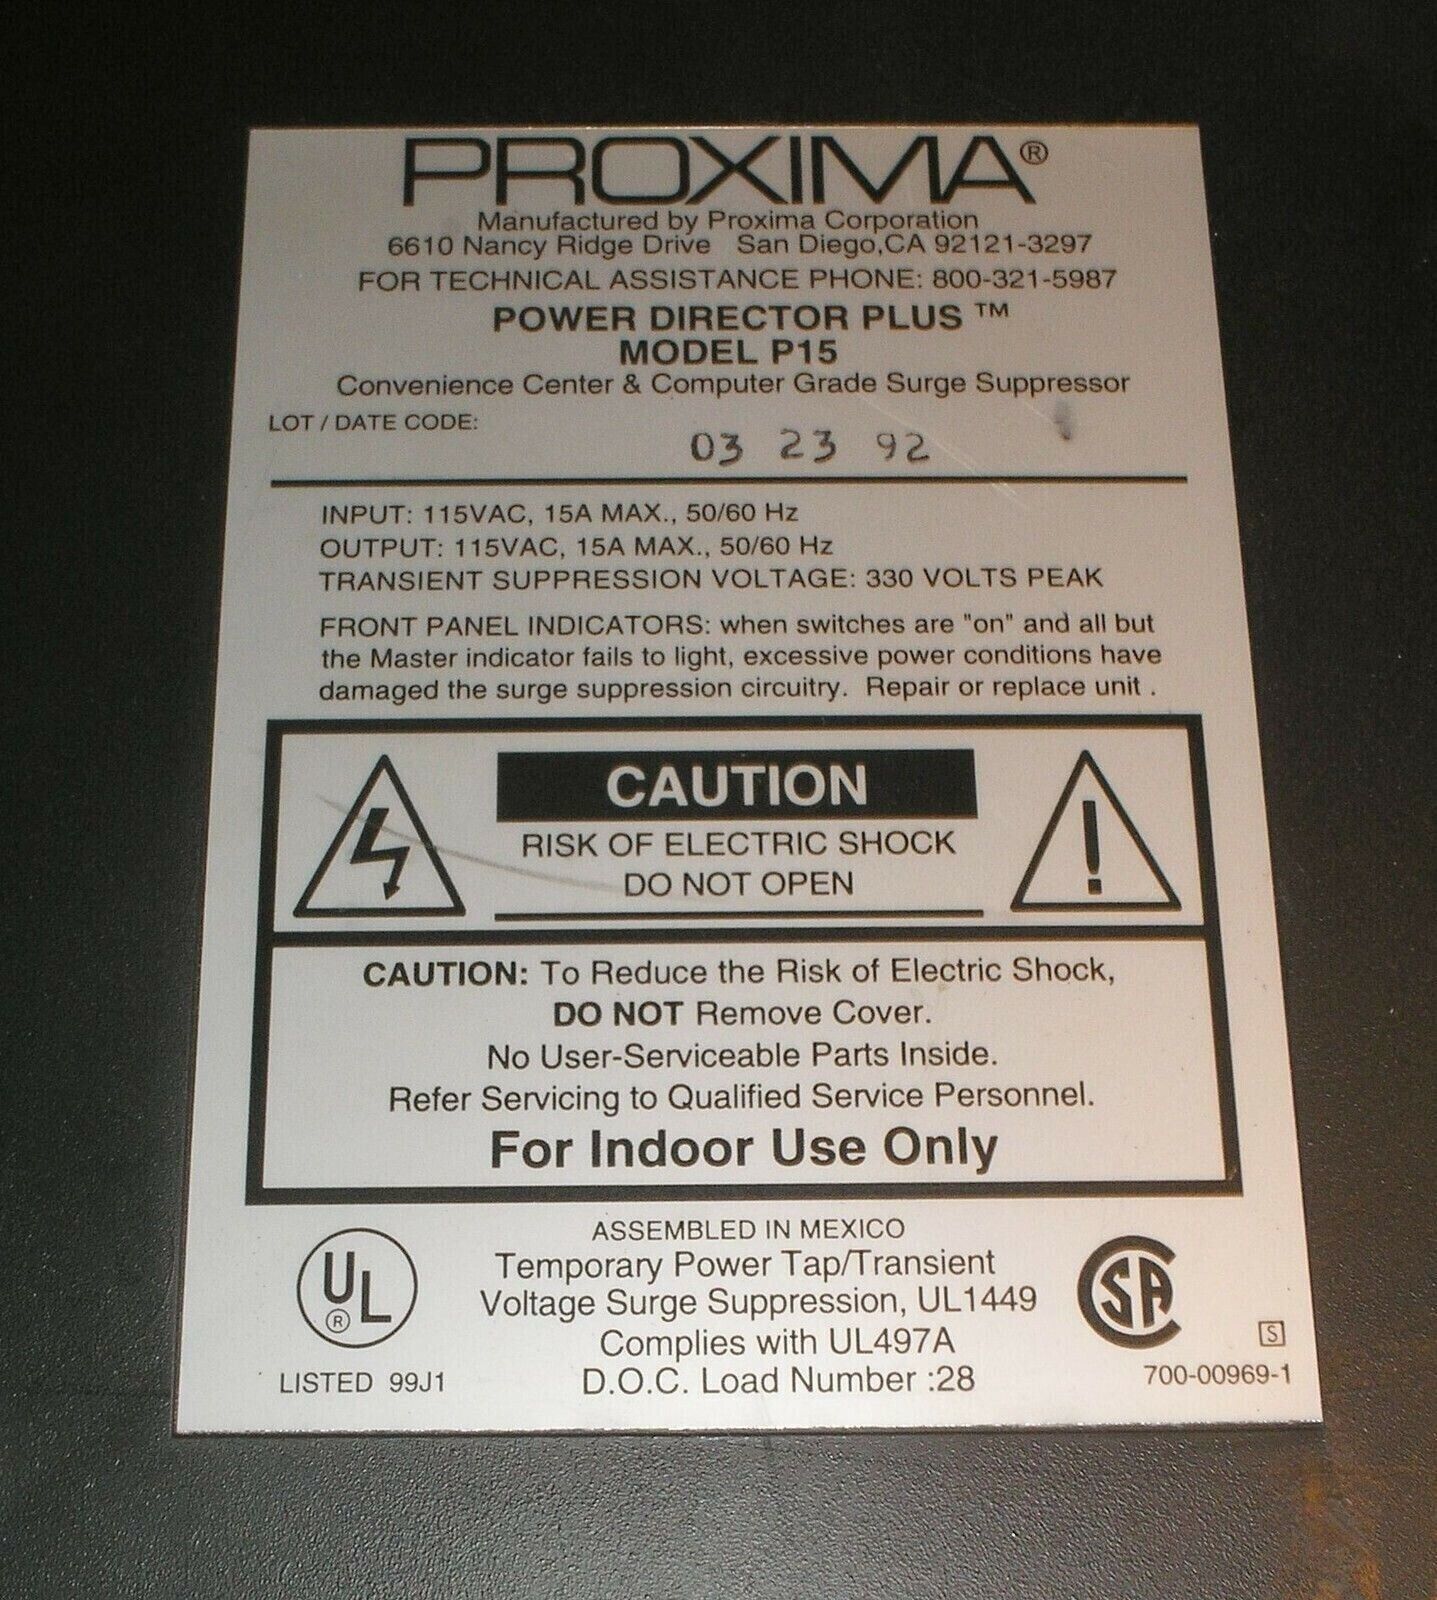 PROXIMA®
Manufactured by Proxima Corporation
6610 Nancy Ridge Drive San Diego,CA 92121-3297
FOR TECHNICAL ASSISTANCE PHONE: 800-321-5987
POWER DIRECTOR PLUS ™
MODEL P15
Convenience Center & Computer Grade Surge Suppressor
LOT / DATE CODE:
03 23 92
INPUT: 115VAC, 15A MAX., 50/60 Hz
OUTPUT: 115VAC, 15A MAX., 50/60 Hz
TRANSIENT SUPPRESSION VOLTAGE: 330 VOLTS PEAK
FRONT PANEL INDICATORS: when switches are "on" and all but
the Master indicator fails to light, excessive power conditions have
damaged the surge suppression circuitry. Repair or replace unit .
CAUTION
RISK OF ELECTRIC SHOCK
DO NOT OPEN
!
CAUTION: To Reduce the Risk of Electric Shock,
DO NOT Remove Cover.
No User-Serviceable Parts Inside.
Refer Servicing to Qualified Service Personnel.
For Indoor Use Only
UL®
LISTED 99J1
ASSEMBLED IN MEXICO
Temporary Power Tap/Transient
Voltage Surge Suppression, UL1449
Complies with UL497A
D.O.C. Load Number :28
CSA
S
700-00969-1